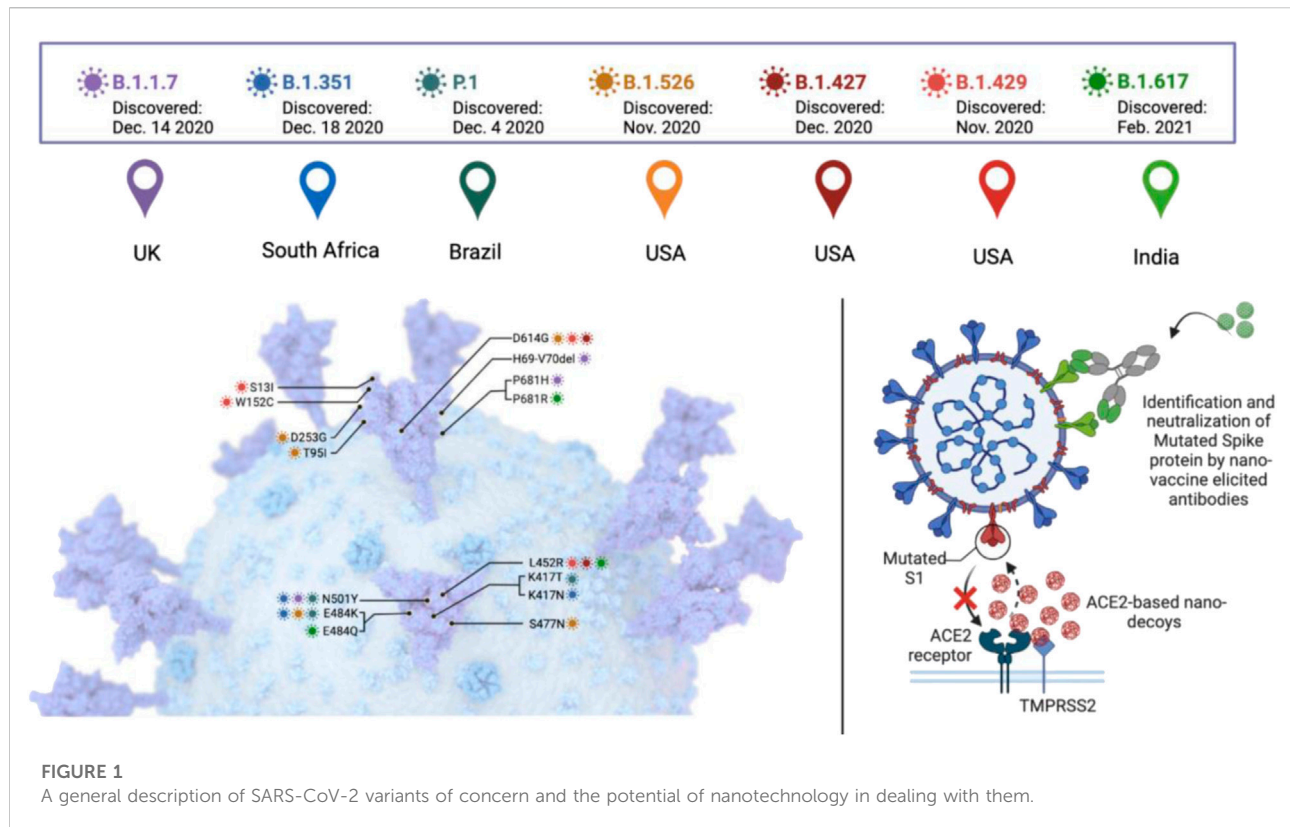 B.1.1.7
Discovered:
Dec. 14 2020
B.1.351
Discovered:
Dec. 18 2020
P.1
Discovered:
Dec. 4 2020
B.1.526
Discovered:
Nov. 2020
B.1.427
Discovered:
Dec. 2020
B.1.429
Discovered:
Nov. 2020
B.1.617
Discovered:
Feb. 2021
UK
South Africa
Brazil
USA
USA
USA
India
S13I
W152C
D253G
T95I
D614G
H69-V70del
P681H
P681R
N501Y
E484K
E484Q
L452R
K417T
K417N
S477N
Identification and
neutralization of
Mutated Spike
protein by nano-
vaccine elicited
antibodies
Mutated
S1
ACE2-based nano-
decoys
ACE2
receptor
TMPRSS2
FIGURE 1
A general description of SARS-CoV-2 variants of concern and the potential of nanotechnology in dealing with them.